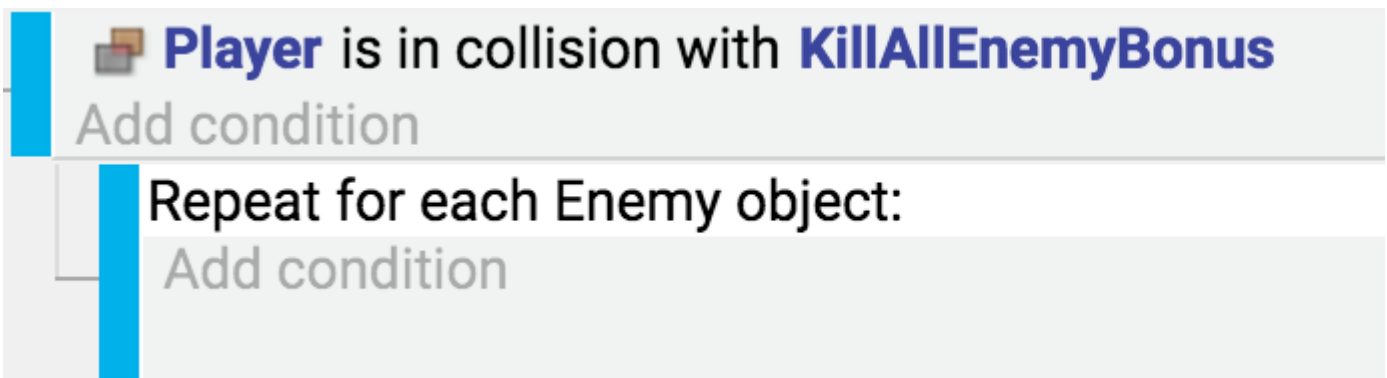 Player is in collision with KillAllEnemyBonus
Add condition
Repeat for each Enemy object:
Add condition